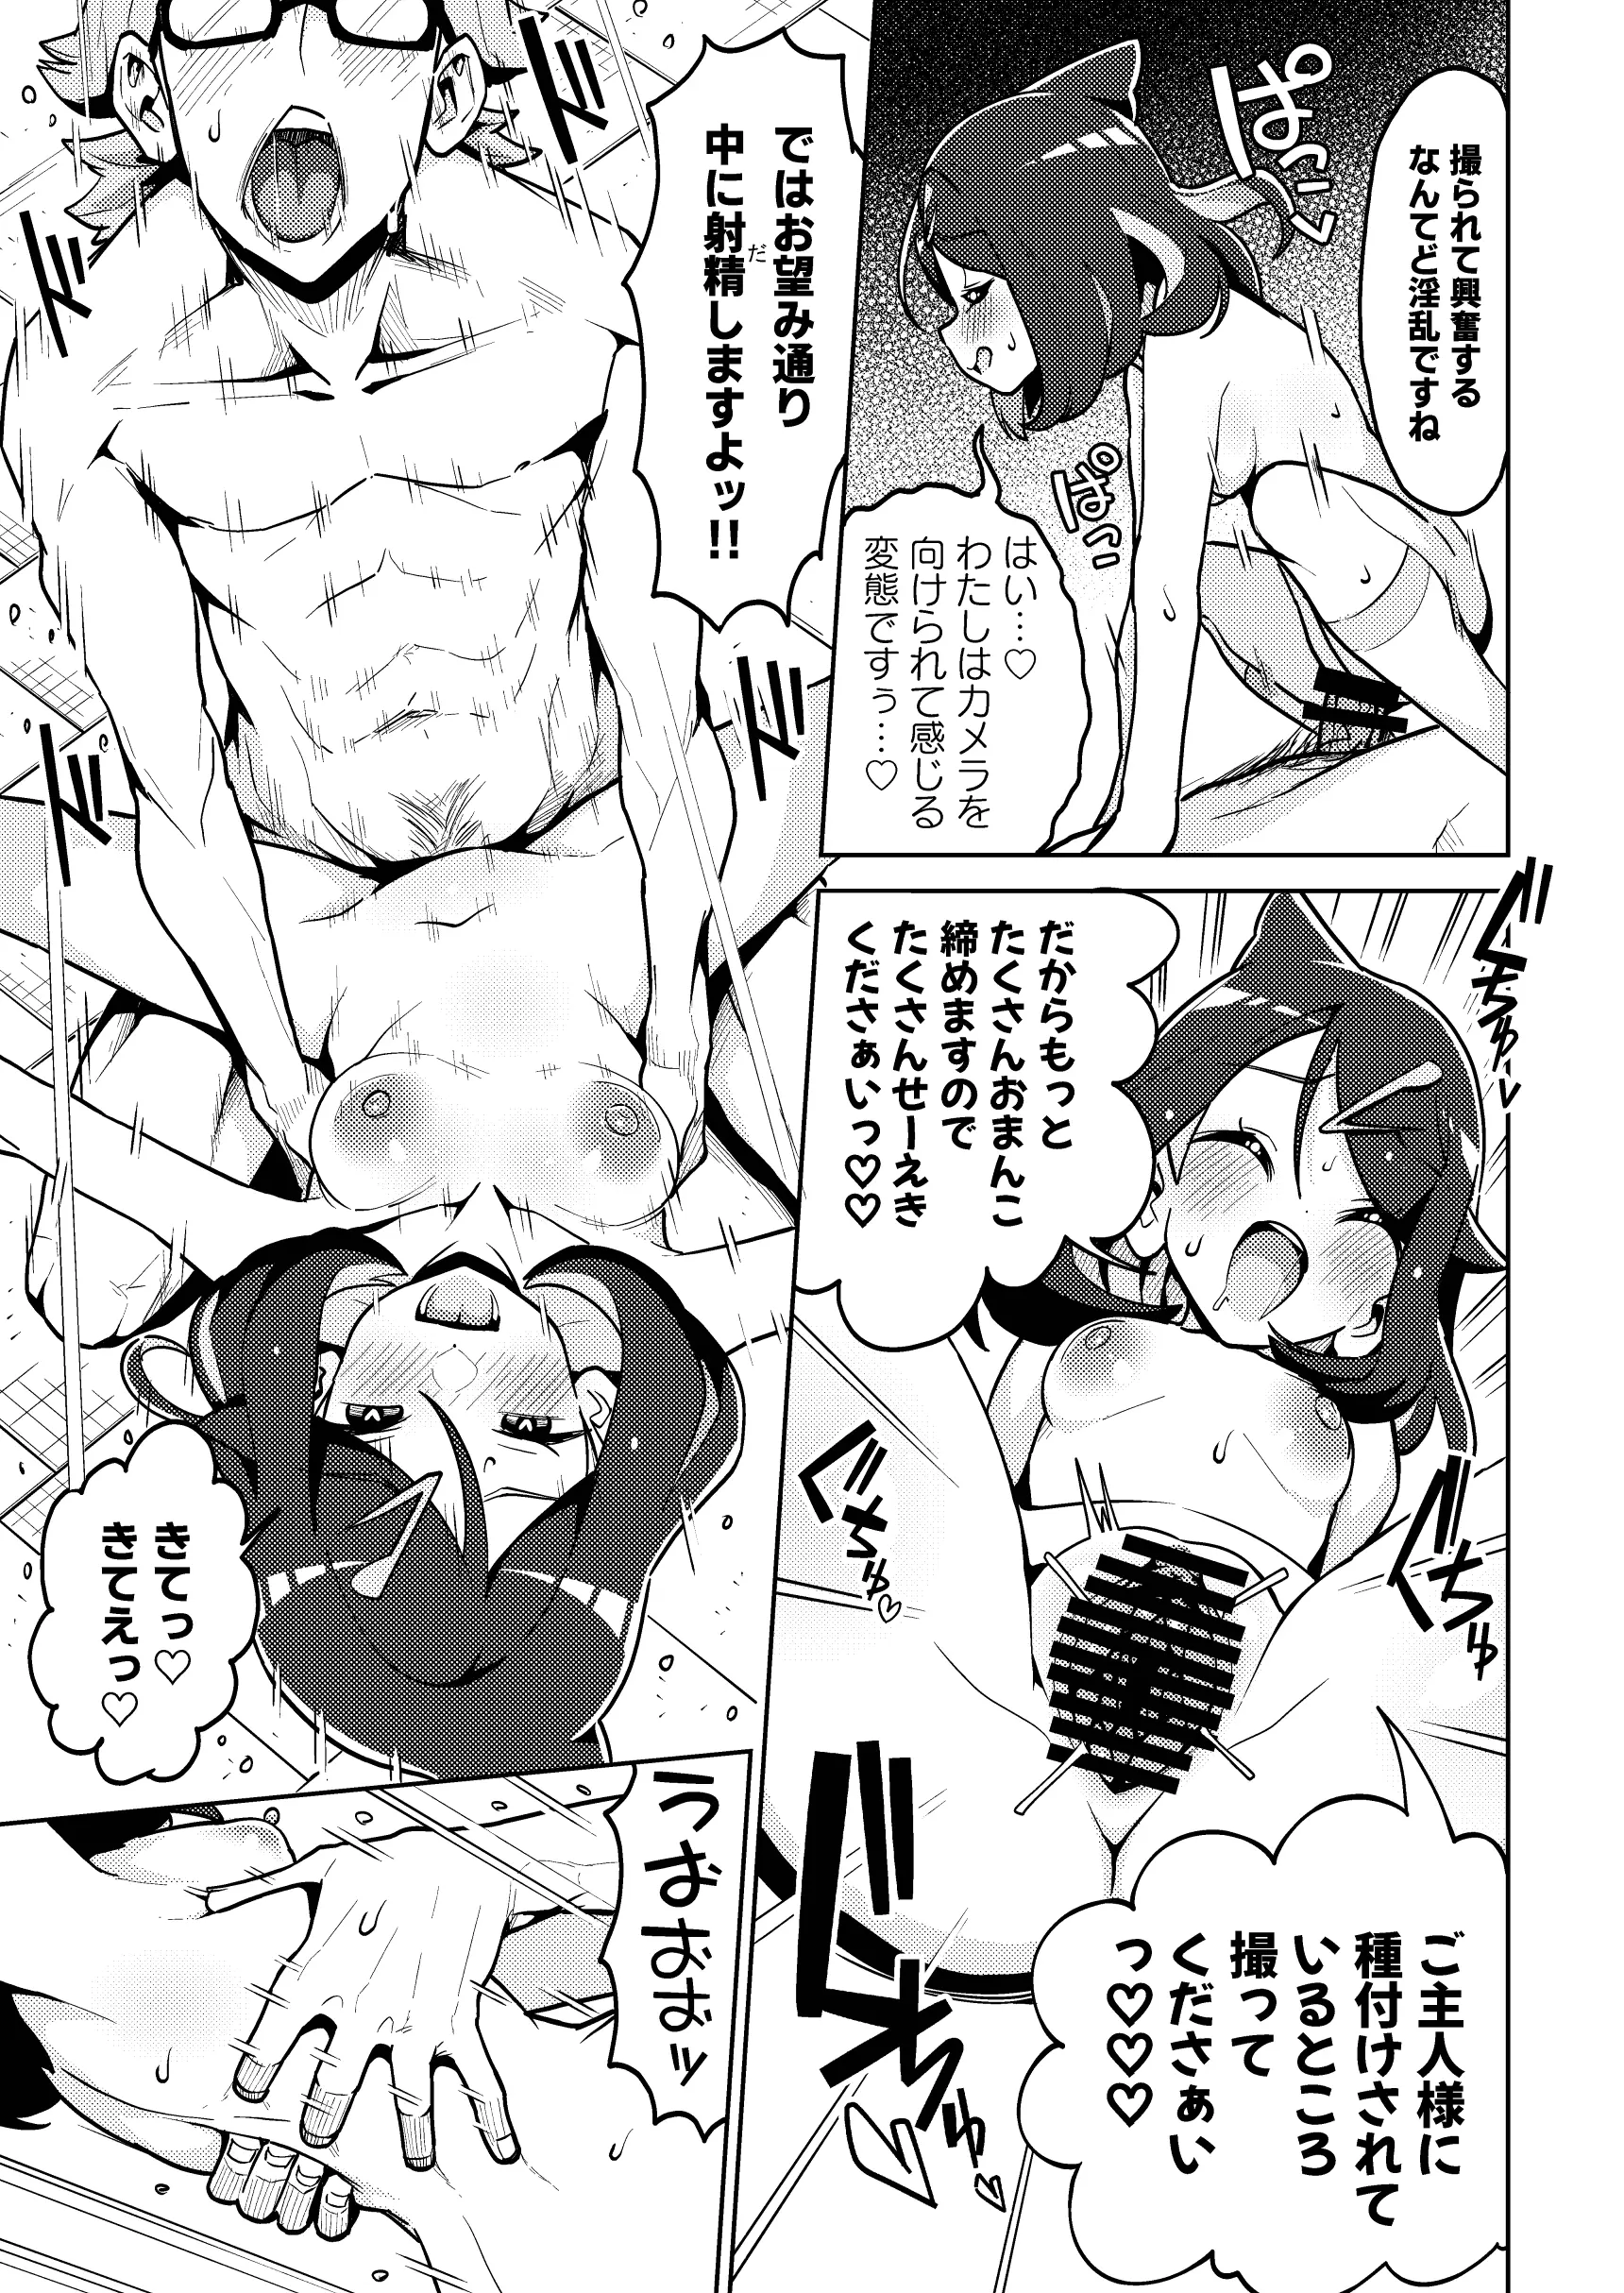 撮られて興奮する
なんてど淫乱ですね
ぱこっ
ぱこっ
はい…♡
わたしはカメラを
向けられて感じる
変態ですぅ…♡
だからもっと
たくさんおまんこ
締めますので
たくさんせーえき
くださぁいっ♡♡
ぐちゅ
ぐちゅ
ぐちゅ♡
ご主人様に
種付けされて
いるところ
撮って
くださぁい
っ♡♡♡
ではお望み通り
中に射精しますよッ!!
だ
きてっ♡
きてえっ♡
うおおおッ